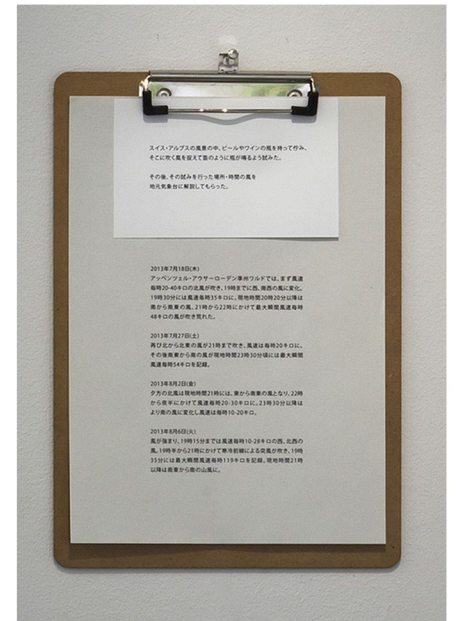 スイス・アルプスの風景の中、ビールやワインの瓶を持って佇み、
そこに吹く風を捉えて笛のように瓶が鳴るよう試みた。
その後、その試みを行った場所・時間の風を
地元気象台に解説してもらった。
2013年7月18日(木)
アッペンツェル・アウサーローデン準州ワルドでは、まず風速
毎時20-40キロの北風が吹き、19時までに西、南西の風に変化。
19時30分には風速毎時35キロに。現地時間20時20分以降は
南から南東の風、21時から22時にかけて最大瞬間風速毎時
48キロの風が吹き荒れた。
2013年7月27日(土)
再び北から北東の風が21時まで吹き、風速は毎時20キロに。
その後南東から南の風が現地時間23時30分頃には最大瞬間
風速毎時54キロを記録。
2013年8月2日(金)
夕方の北風は現地時間21時には、東から南東の風となり、22時
から夜半にかけて風速毎時20-30キロに。23時30分以降は
より南の風に変化し風速は毎時10-20キロ。
2013年8月6日(火)
風が強まり、19時15分までは風速毎時10-28キロの西、北西の
風。19時半から21時にかけて寒冷前線による突風が吹き、19時
35分には最大瞬間風速毎時119キロを記録。現地時間21時
以降は南東から南の山風に。